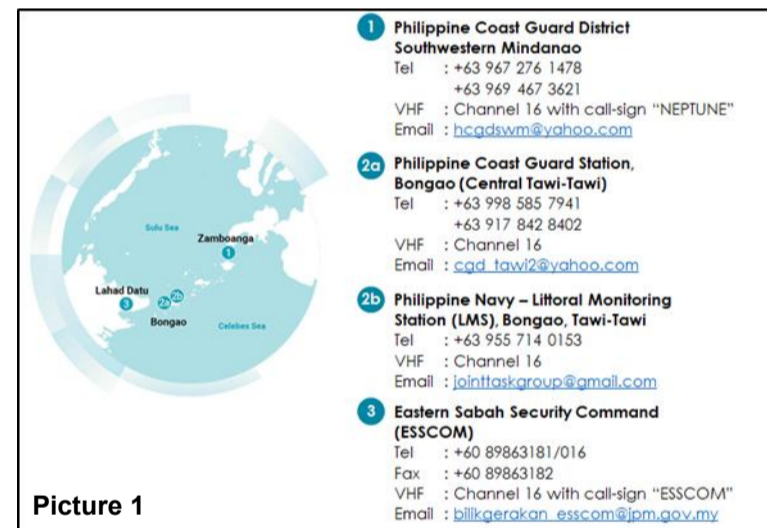 Sulu Sea
Zamboanga
1
Lahad Datu
3
2a
2b
Bongao
Celebes Sea
Picture 1
1 Philippine Coast Guard District
Southwestern Mindanao
Tel : +63 967 276 1478
+63 969 467 3621
VHF : Channel 16 with call-sign “NEPTUNE”
Email : hcgdswm@yahoo.com
2a Philippine Coast Guard Station,
Bongao (Central Tawi-Tawi)
Tel : +63 998 585 7941
+63 917 842 8402
VHF : Channel 16
Email : cgd_tawi2@yahoo.com
2b Philippine Navy – Littoral Monitoring
Station (LMS), Bongao, Tawi-Tawi
Tel : +63 955 714 0153
VHF : Channel 16
Email : jointtaskgroup@gmail.com
3 Eastern Sabah Security Command
(ESSCOM)
Tel : +60 89863181/016
Fax : +60 89863182
VHF : Channel 16 with call-sign “ESSCOM”
Email : bilikgerakan_esscom@jpm.gov.my